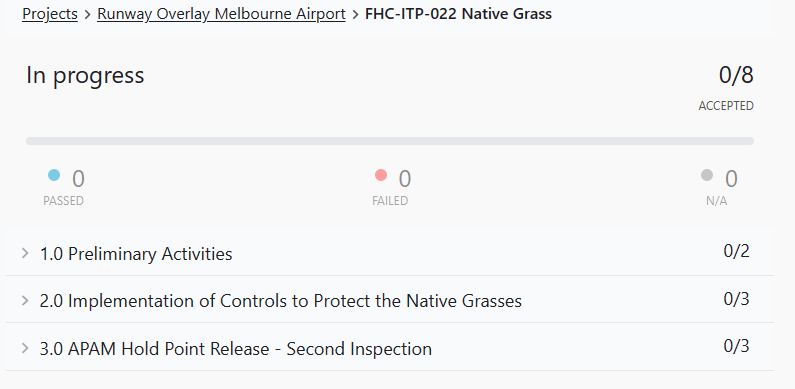 Projects > Runway Overlay Melbourne Airport > FHC-ITP-022 Native Grass
In progress 0/8
ACCEPTED
0 0 0
PASSED FAILED N/A
1.0 Preliminary Activities 0/2
2.0 Implementation of Controls to Protect the Native Grasses 0/3
3.0 APAM Hold Point Release - Second Inspection 0/3